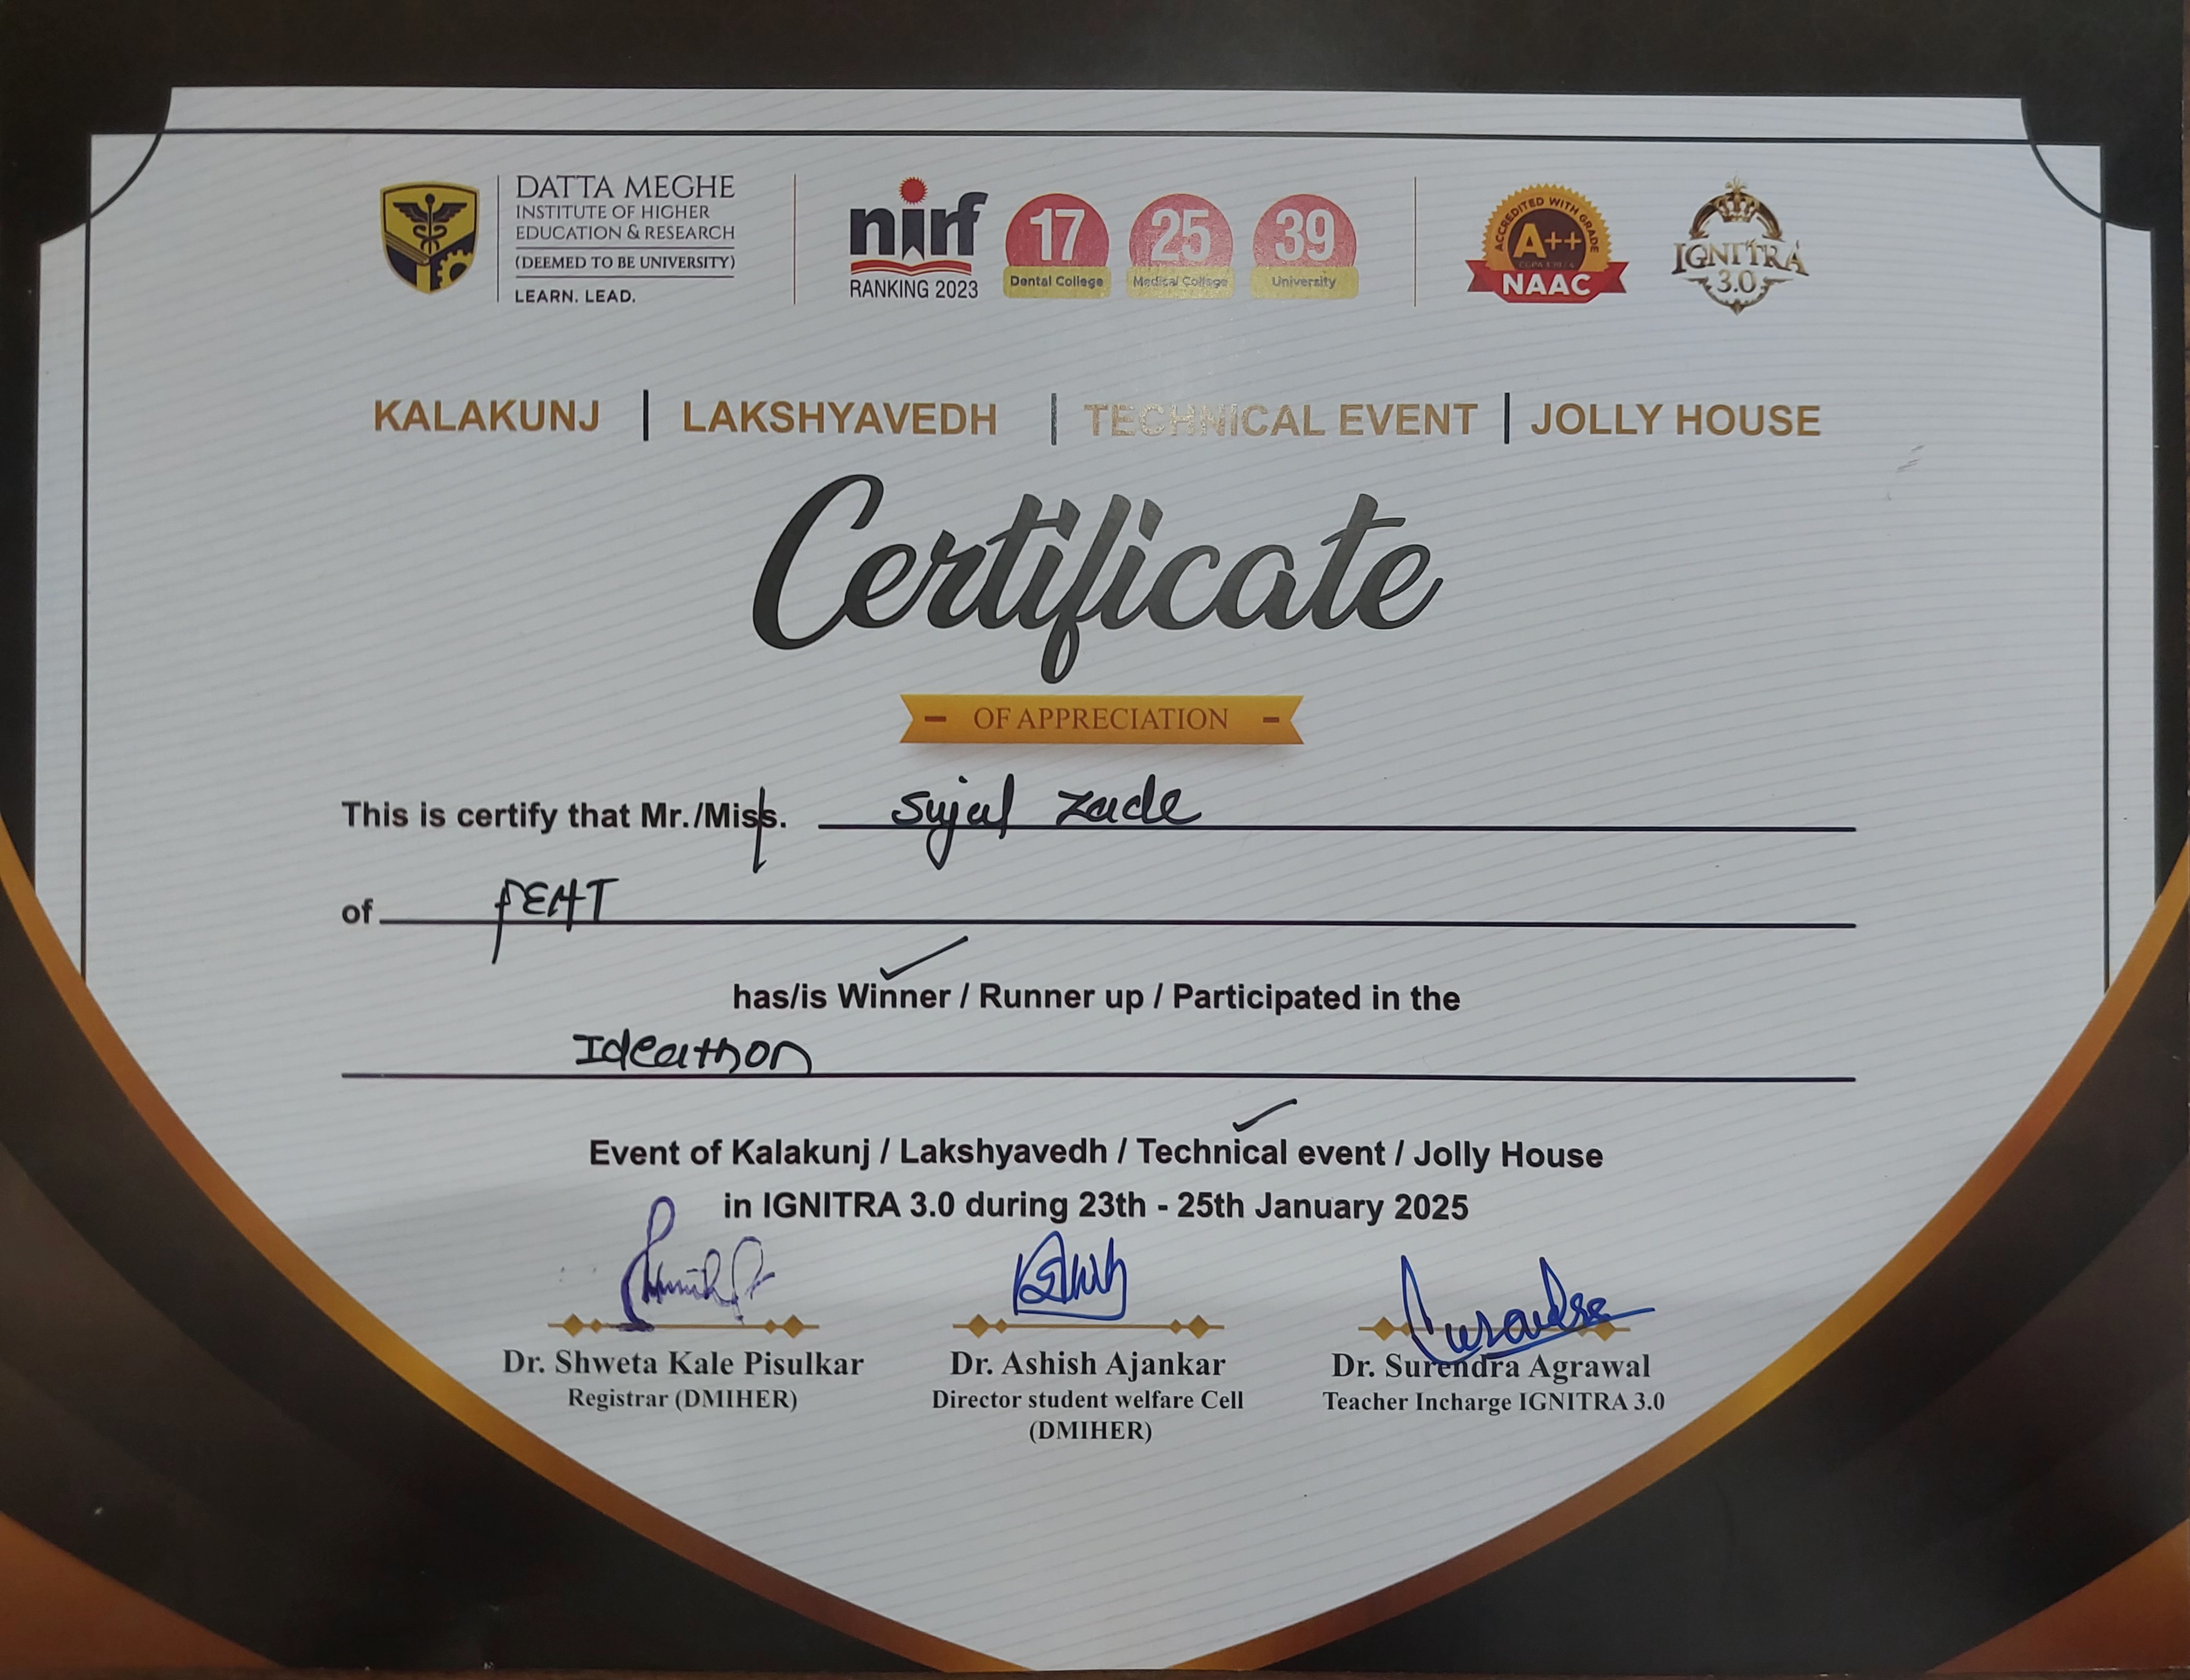 DATTA MEGHE
INSTITUTE OF HIGHER
EDUCATION & RESEARCH
(DEEMED TO BE UNIVERSITY)
LEARN. LEAD.
nirf
RANKING 2023
17
Dental College
25
Medical College
39
University
ACCREDITED WITH GRADE
A++
NAAC
IGNITRA
3.0
KALAKUNJ | LAKSHYAVEDH | TECHNICAL EVENT | JOLLY HOUSE
Certificate
- OF APPRECIATION -
This is certify that Mr./Miss. Sujal Zade
of FEAT
has/is Winner / Runner up / Participated in the
Ideathon
Event of Kalakunj / Lakshyavedh / Technical event / Jolly House
in IGNITRA 3.0 during 23th - 25th January 2025
Dr. Shweta Kale Pisulkar
Registrar (DMIHER)
Dr. Ashish Ajankar
Director student welfare Cell
(DMIHER)
Dr. Surendra Agrawal
Teacher Incharge IGNITRA 3.0